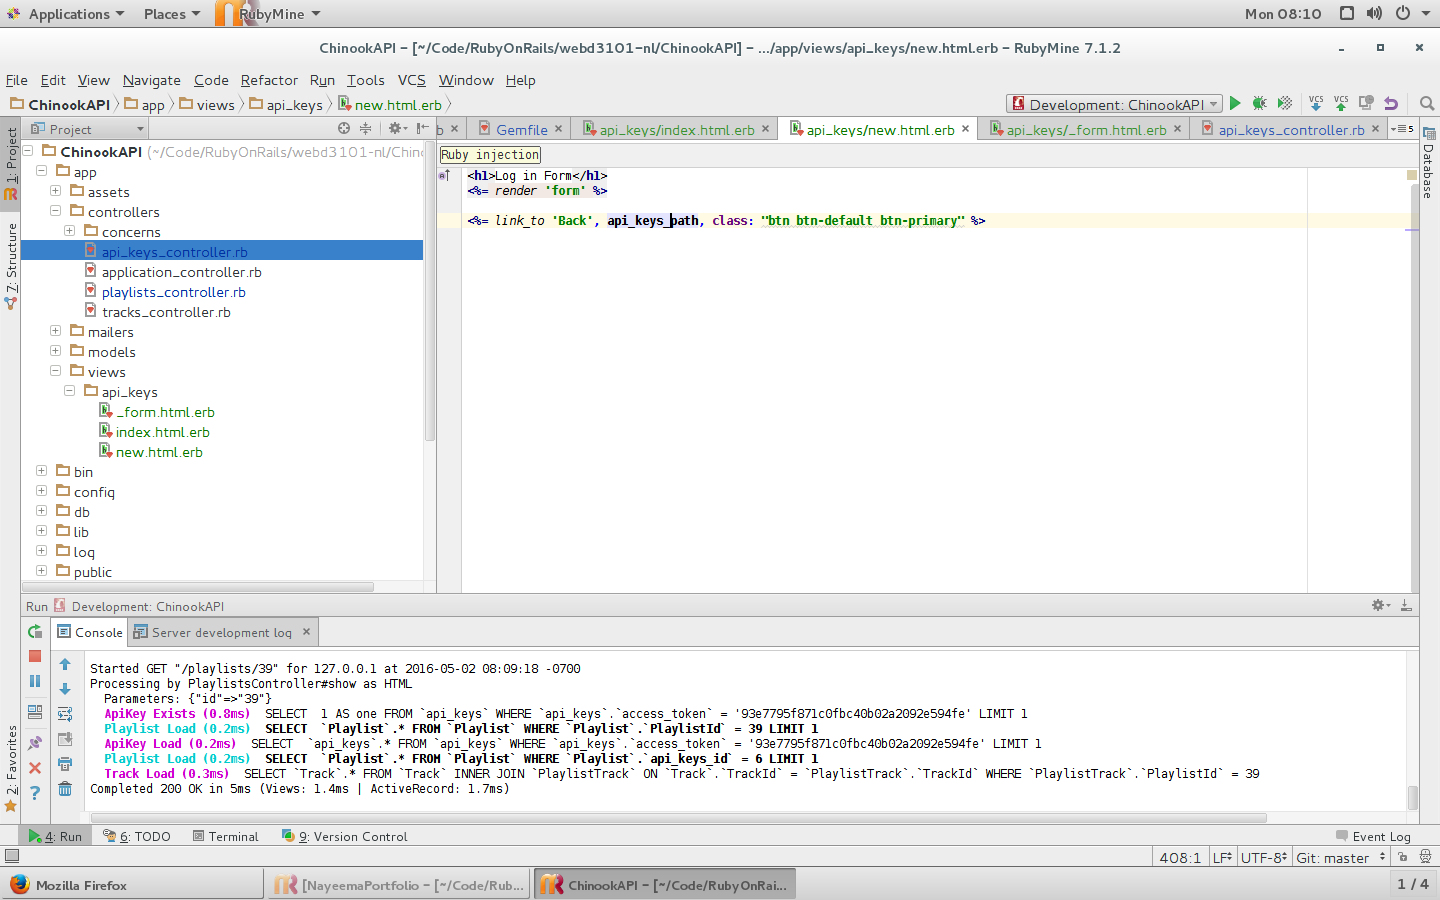 Applications Places RubyMine Mon 08:10
ChinookAPI – [~/Code/RubyOnRails/webd3101-nl/ChinookAPI] – .../app/views/api_keys/new.html.erb – RubyMine 7.1.2
File Edit View Navigate Code Refactor Run Tools VCS Window Help
ChinookAPI app views api_keys new.html.erb Development: ChinookAPI VCS VCS
1: Project
Z: Structure
2: Favorites
Project
b Gemfile api_keys/index.html.erb api_keys/new.html.erb api_keys/_form.html.erb api_keys_controller.rb 5
Database
ChinookAPI (~/Code/RubyOnRails/webd3101-nl/Chin
app
assets
controllers
concerns
api_keys_controller.rb
application_controller.rb
playlists_controller.rb
tracks_controller.rb
mailers
models
views
api_keys
_form.html.erb
index.html.erb
new.html.erb
bin
config
db
lib
log
public
Ruby injection
<h1>Log in Form</h1>
<%= render 'form' %>
<%= link_to 'Back', api_keys_path, class: "btn btn-default btn-primary" %>
Run Development: ChinookAPI
Console Server development log
Started GET "/playlists/39" for 127.0.0.1 at 2016-05-02 08:09:18 -0700
Processing by PlaylistsController#show as HTML
Parameters: {"id"=>"39"}
ApiKey Exists (0.8ms) SELECT 1 AS one FROM `api_keys` WHERE `api_keys`.`access_token` = '93e7795f871c0fbc40b02a2092e594fe' LIMIT 1
Playlist Load (0.2ms) SELECT `Playlist`.* FROM `Playlist` WHERE `Playlist`.`PlaylistId` = 39 LIMIT 1
ApiKey Load (0.2ms) SELECT `api_keys`.* FROM `api_keys` WHERE `api_keys`.`access_token` = '93e7795f871c0fbc40b02a2092e594fe' LIMIT 1
Playlist Load (0.2ms) SELECT `Playlist`.* FROM `Playlist` WHERE `Playlist`.`api_keys_id` = 6 LIMIT 1
Track Load (0.3ms) SELECT `Track`.* FROM `Track` INNER JOIN `PlaylistTrack` ON `Track`.`TrackId` = `PlaylistTrack`.`TrackId` WHERE `PlaylistTrack`.`PlaylistId` = 39
Completed 200 OK in 5ms (Views: 1.4ms | ActiveRecord: 1.7ms)
4: Run 6: TODO Terminal 9: Version Control Event Log
408:1 LF UTF-8 Git: master
Mozilla Firefox [NayeemaPortfolio – [~/Code/Rub... ChinookAPI – [~/Code/RubyOnRai... 1 / 4